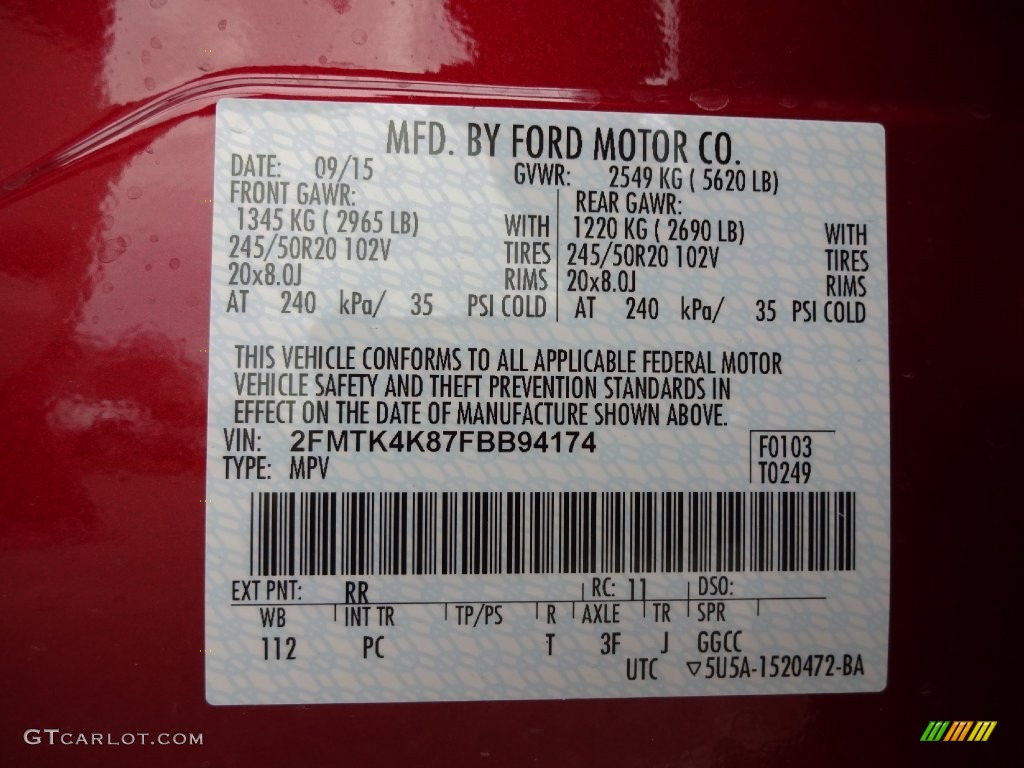 MFD. BY FORD MOTOR CO.
DATE: 09/15 GVWR: 2549 KG ( 5620 LB)
FRONT GAWR: REAR GAWR:
1345 KG ( 2965 LB) WITH 1220 KG ( 2690 LB) WITH
245/50R20 102V TIRES 245/50R20 102V TIRES
20x8.0J RIMS 20x8.0J RIMS
AT 240 kPa/ 35 PSI COLD AT 240 kPa/ 35 PSI COLD
THIS VEHICLE CONFORMS TO ALL APPLICABLE FEDERAL MOTOR
VEHICLE SAFETY AND THEFT PREVENTION STANDARDS IN
EFFECT ON THE DATE OF MANUFACTURE SHOWN ABOVE.
VIN: 2FMTK4K87FBB94174 F0103
TYPE: MPV T0249
EXT PNT: RR RC: 11 DSO:
WB INT TR TP/PS R AXLE TR SPR
112 PC T 3F J GGCC
UTC ▽5U5A-1520472-BA
GTCARLOT.COM